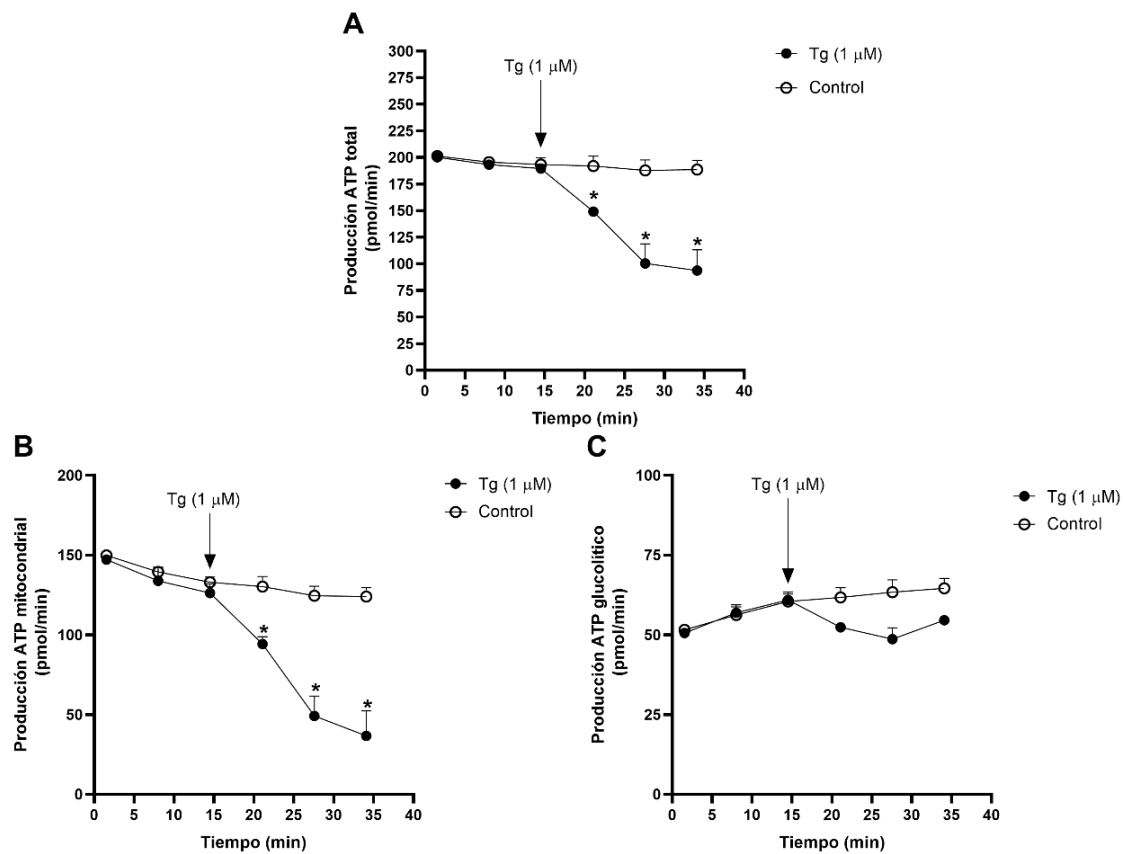 A
Producción ATP total
(pmol/min)
300
275
250
225
200
175
150
125
100
75
50
25
0
Tg (1 µM)
*
*
*
0 5 10 15 20 25 30 35 40
Tiempo (min)
Tg (1 µM)
Control
B
Producción ATP mitocondrial
(pmol/min)
200
150
100
50
0
Tg (1 µM)
*
*
*
0 5 10 15 20 25 30 35 40
Tiempo (min)
Tg (1 µM)
Control
C
Producción ATP glucolítico
(pmol/min)
100
75
50
25
0
Tg (1 µM)
0 5 10 15 20 25 30 35 40
Tiempo (min)
Tg (1 µM)
Control